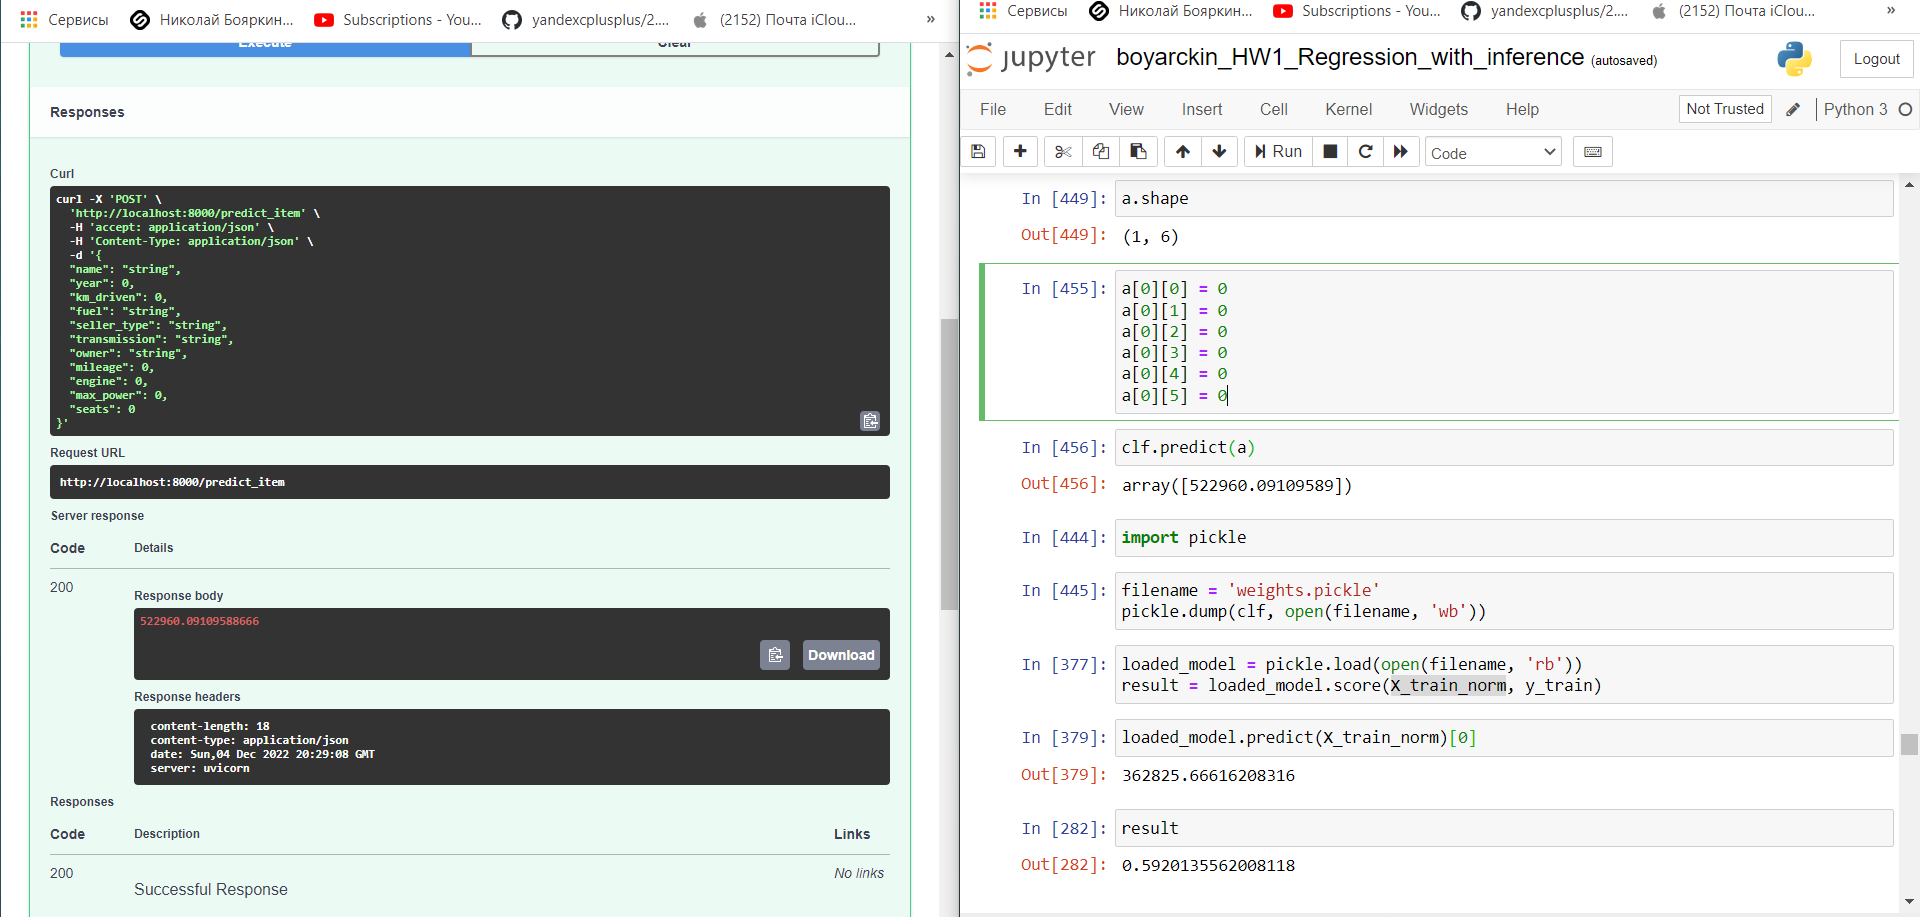 Сервисы
Николай Бояркин...
Subscriptions - You...
yandexcplusplus/2....
(2152) Почта iClou...
»
Execute
Clear
Responses
Curl
curl -X 'POST' \
'http://localhost:8000/predict_item' \
-H 'accept: application/json' \
-H 'Content-Type: application/json' \
-d '{
"name": "string",
"year": 0,
"km_driven": 0,
"fuel": "string",
"seller_type": "string",
"transmission": "string",
"owner": "string",
"mileage": 0,
"engine": 0,
"max_power": 0,
"seats": 0
}'
Request URL
http://localhost:8000/predict_item
Server response
Code Details
200
Response body
522960.09109588666
Download
Response headers
content-length: 18
content-type: application/json
date: Sun,04 Dec 2022 20:29:08 GMT
server: uvicorn
Responses
Code Description Links
200
Successful Response
No links
Сервисы
Николай Бояркин...
Subscriptions - You...
yandexcplusplus/2....
(2152) Почта iClou...
»
jupyter boyarckin_HW1_Regression_with_inference (autosaved)
Logout
File Edit View Insert Cell Kernel Widgets Help
Not Trusted
Python 3
Run
Code
In [449]: a.shape
Out[449]: (1, 6)
In [455]: a[0][0] = 0
a[0][1] = 0
a[0][2] = 0
a[0][3] = 0
a[0][4] = 0
a[0][5] = 0
In [456]: clf.predict(a)
Out[456]: array([522960.09109589])
In [444]: import pickle
In [445]: filename = 'weights.pickle'
pickle.dump(clf, open(filename, 'wb'))
In [377]: loaded_model = pickle.load(open(filename, 'rb'))
result = loaded_model.score(X_train_norm, y_train)
In [379]: loaded_model.predict(X_train_norm)[0]
Out[379]: 362825.66616208316
In [282]: result
Out[282]: 0.5920135562008118